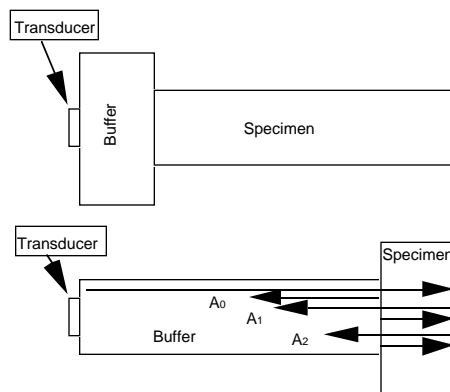 Transducer
Buffer
Specimen
Transducer
Specimen
A0
A1
A2
Buffer